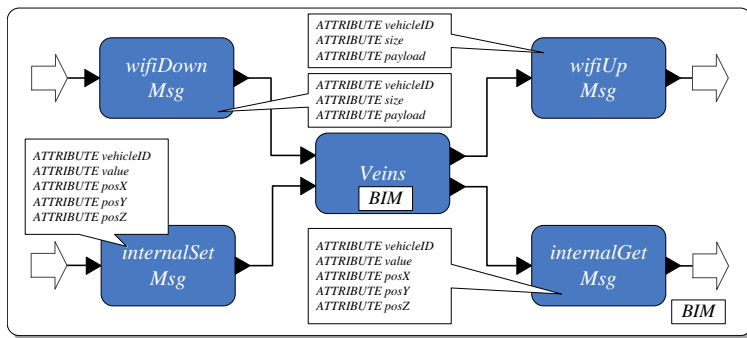 wifiDown
Msg
ATTRIBUTE vehicleID
ATTRIBUTE size
ATTRIBUTE payload
wifiUp
Msg
ATTRIBUTE vehicleID
ATTRIBUTE size
ATTRIBUTE payload
ATTRIBUTE vehicleID
ATTRIBUTE value
ATTRIBUTE posX
ATTRIBUTE posY
ATTRIBUTE posZ
Veins
BIM
internalSet
Msg
ATTRIBUTE vehicleID
ATTRIBUTE value
ATTRIBUTE posX
ATTRIBUTE posY
ATTRIBUTE posZ
internalGet
Msg
BIM